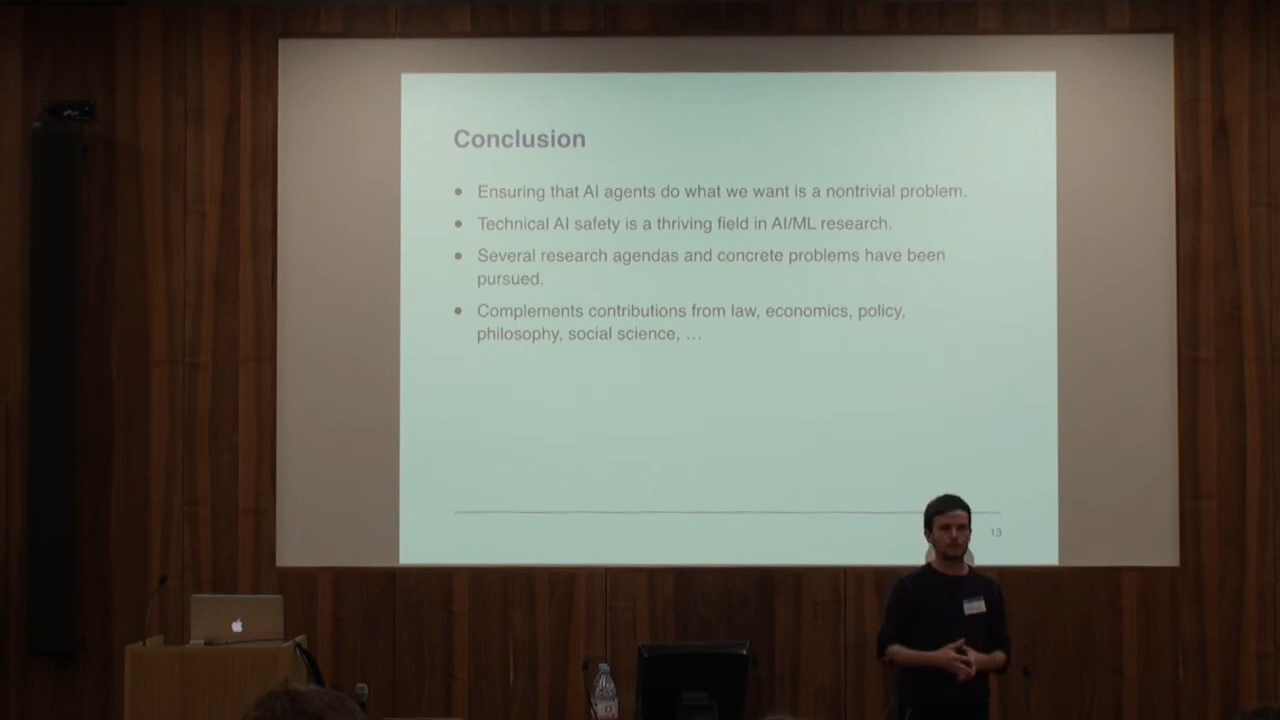 Conclusion
● Ensuring that AI agents do what we want is a nontrivial problem.
● Technical AI safety is a thriving field in AI/ML research.
● Several research agendas and concrete problems have been
pursued.
● Complements contributions from law, economics, policy,
philosophy, social science, …
13